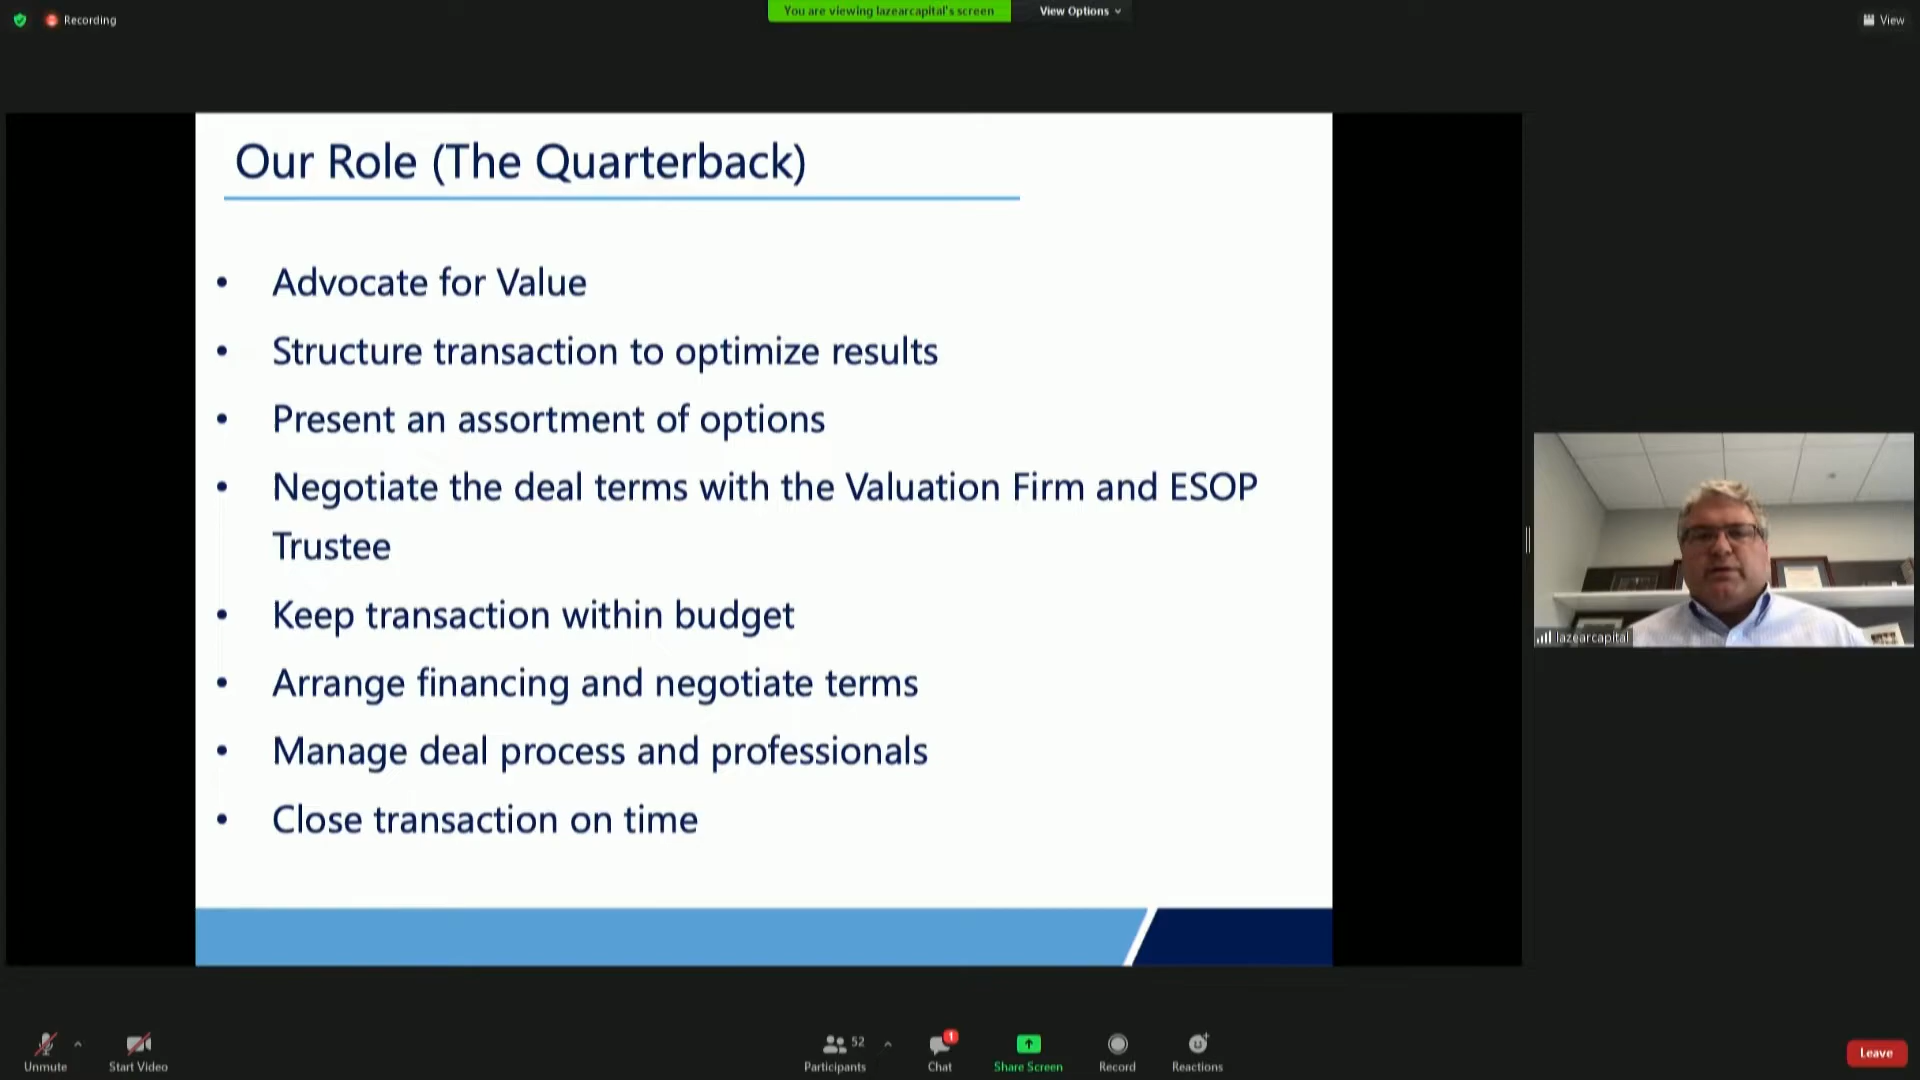 Recording
You are viewing lazearcapital's screen
View Options
View
Our Role (The Quarterback)
• Advocate for Value
• Structure transaction to optimize results
• Present an assortment of options
• Negotiate the deal terms with the Valuation Firm and ESOP
Trustee
• Keep transaction within budget
• Arrange financing and negotiate terms
• Manage deal process and professionals
• Close transaction on time
lazearcapital
Unmute
Start Video
52
Participants
1
Chat
Share Screen
Record
Reactions
Leave